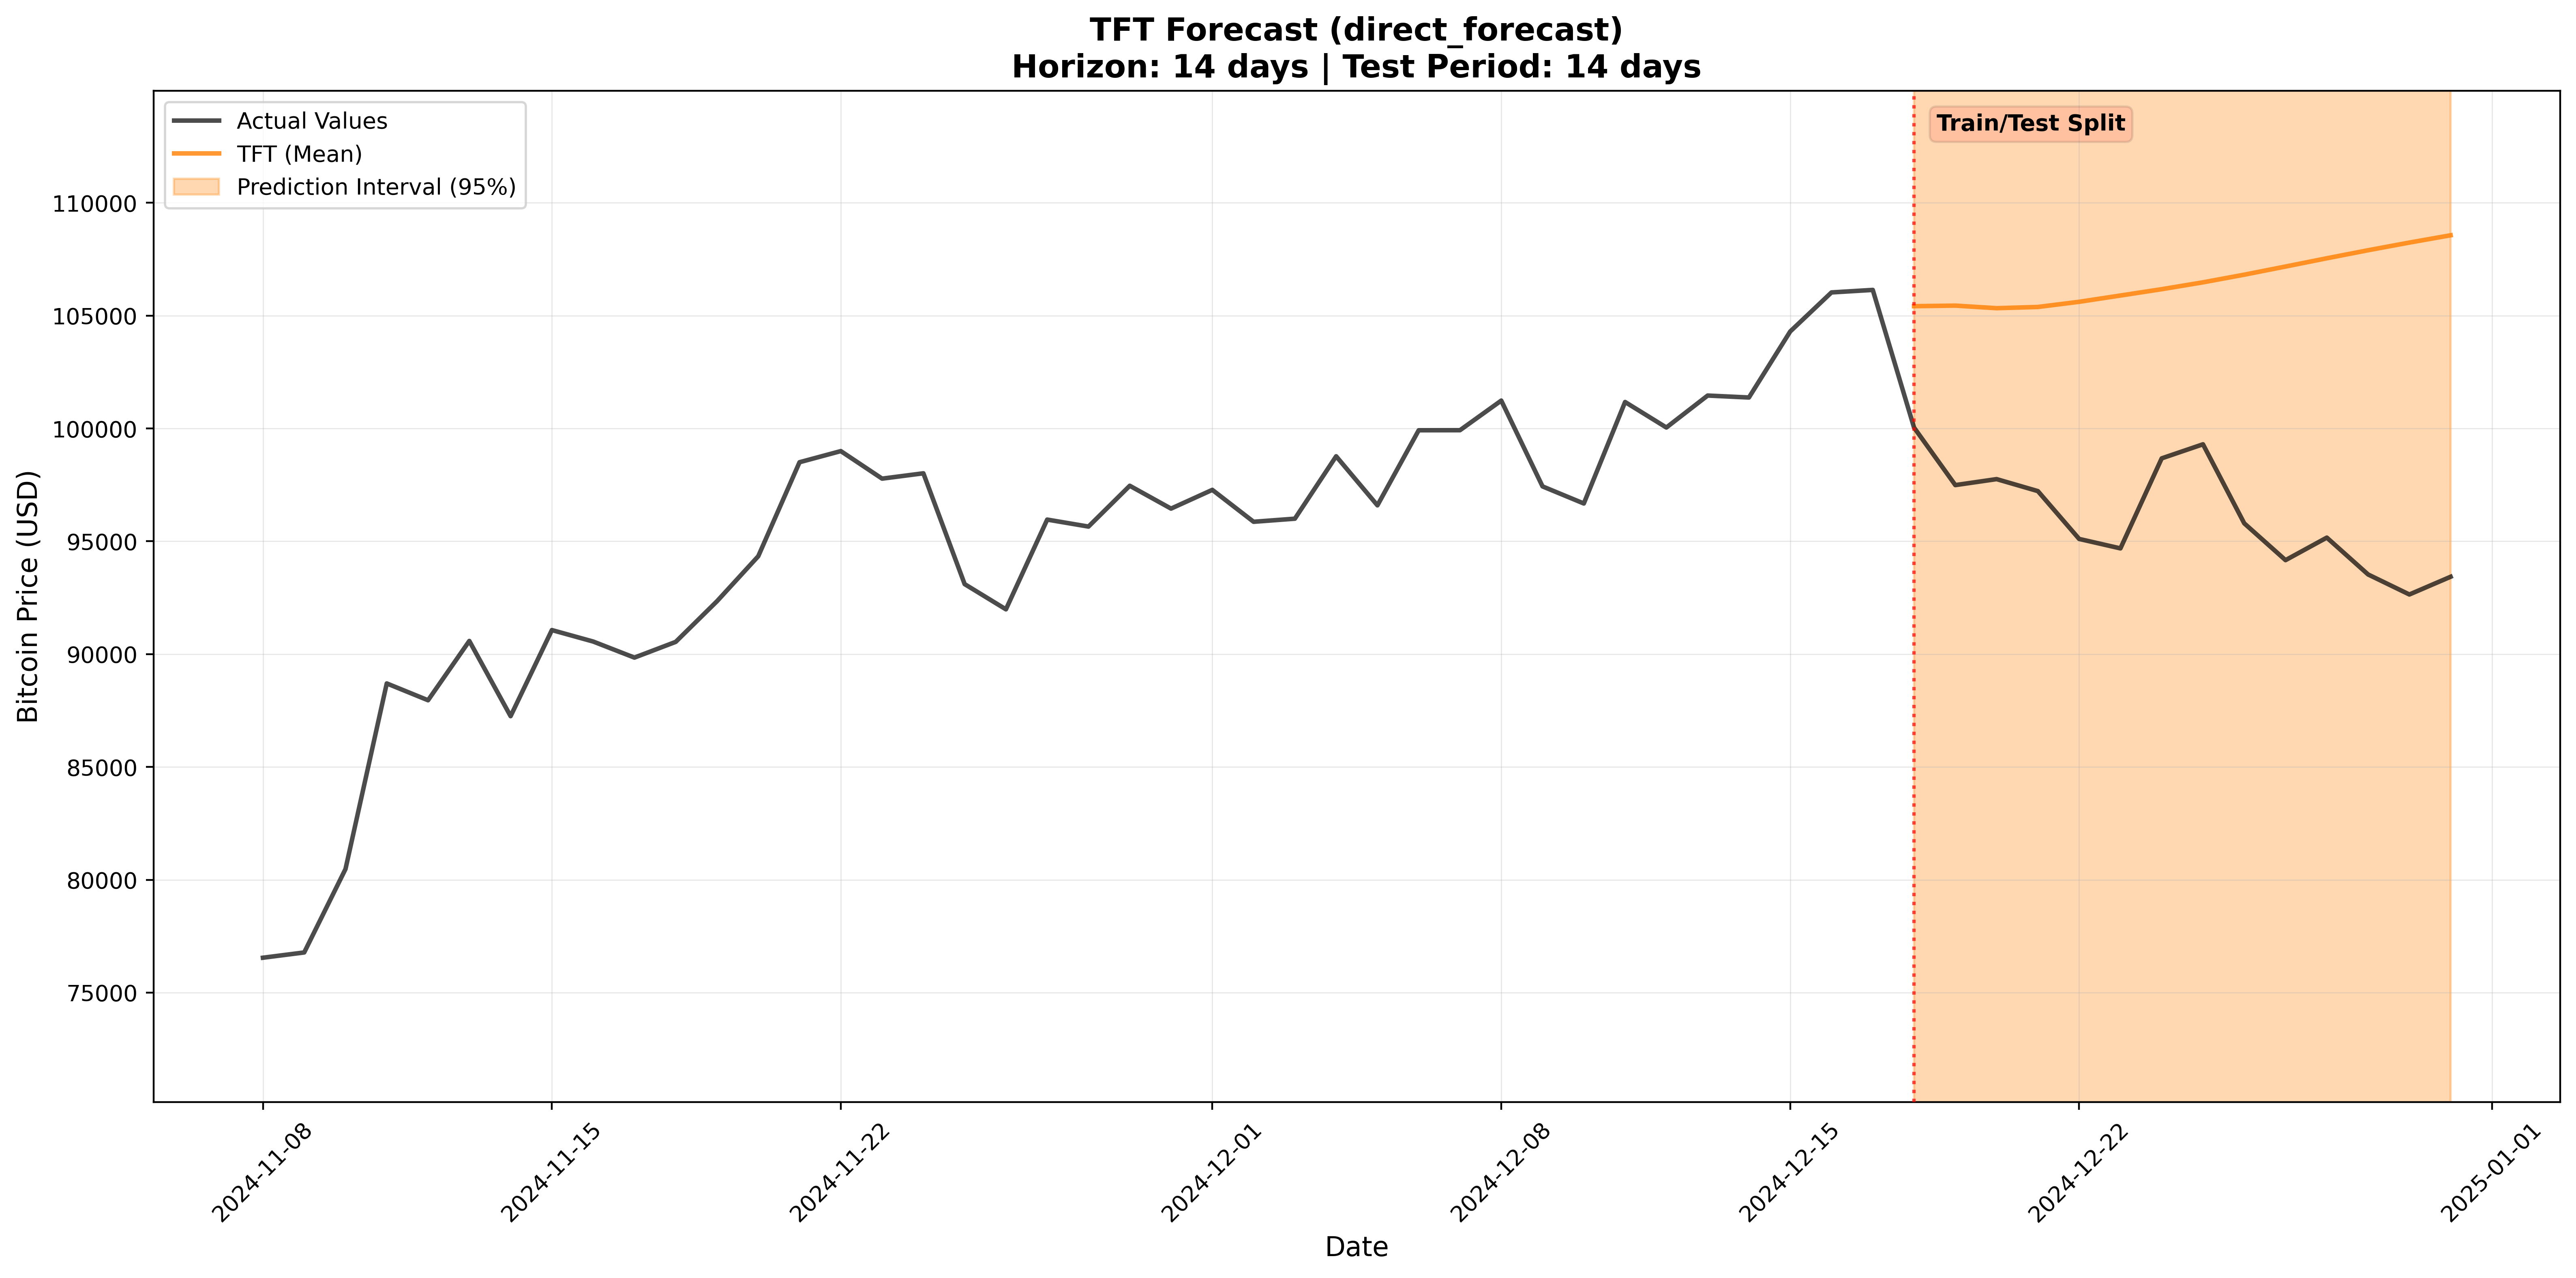 TFT Forecast (direct_forecast)
Horizon: 14 days | Test Period: 14 days
Actual Values
TFT (Mean)
Prediction Interval (95%)
Train/Test Split
Bitcoin Price (USD)
110000
105000
100000
95000
90000
85000
80000
75000
2024-11-08
2024-11-15
2024-11-22
2024-12-01
2024-12-08
2024-12-15
2024-12-22
2025-01-01
Date